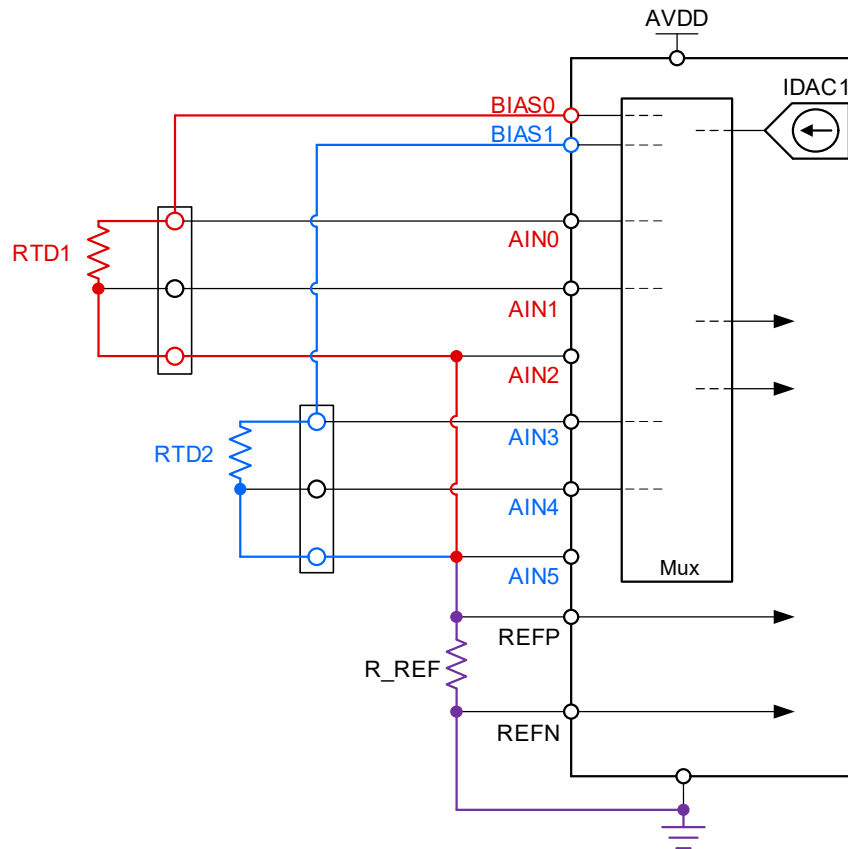 AVDD
IDAC1
BIAS0
BIAS1
RTD1
AIN0
AIN1
AIN2
RTD2
AIN3
AIN4
AIN5
Mux
REFP
R_REF
REFN